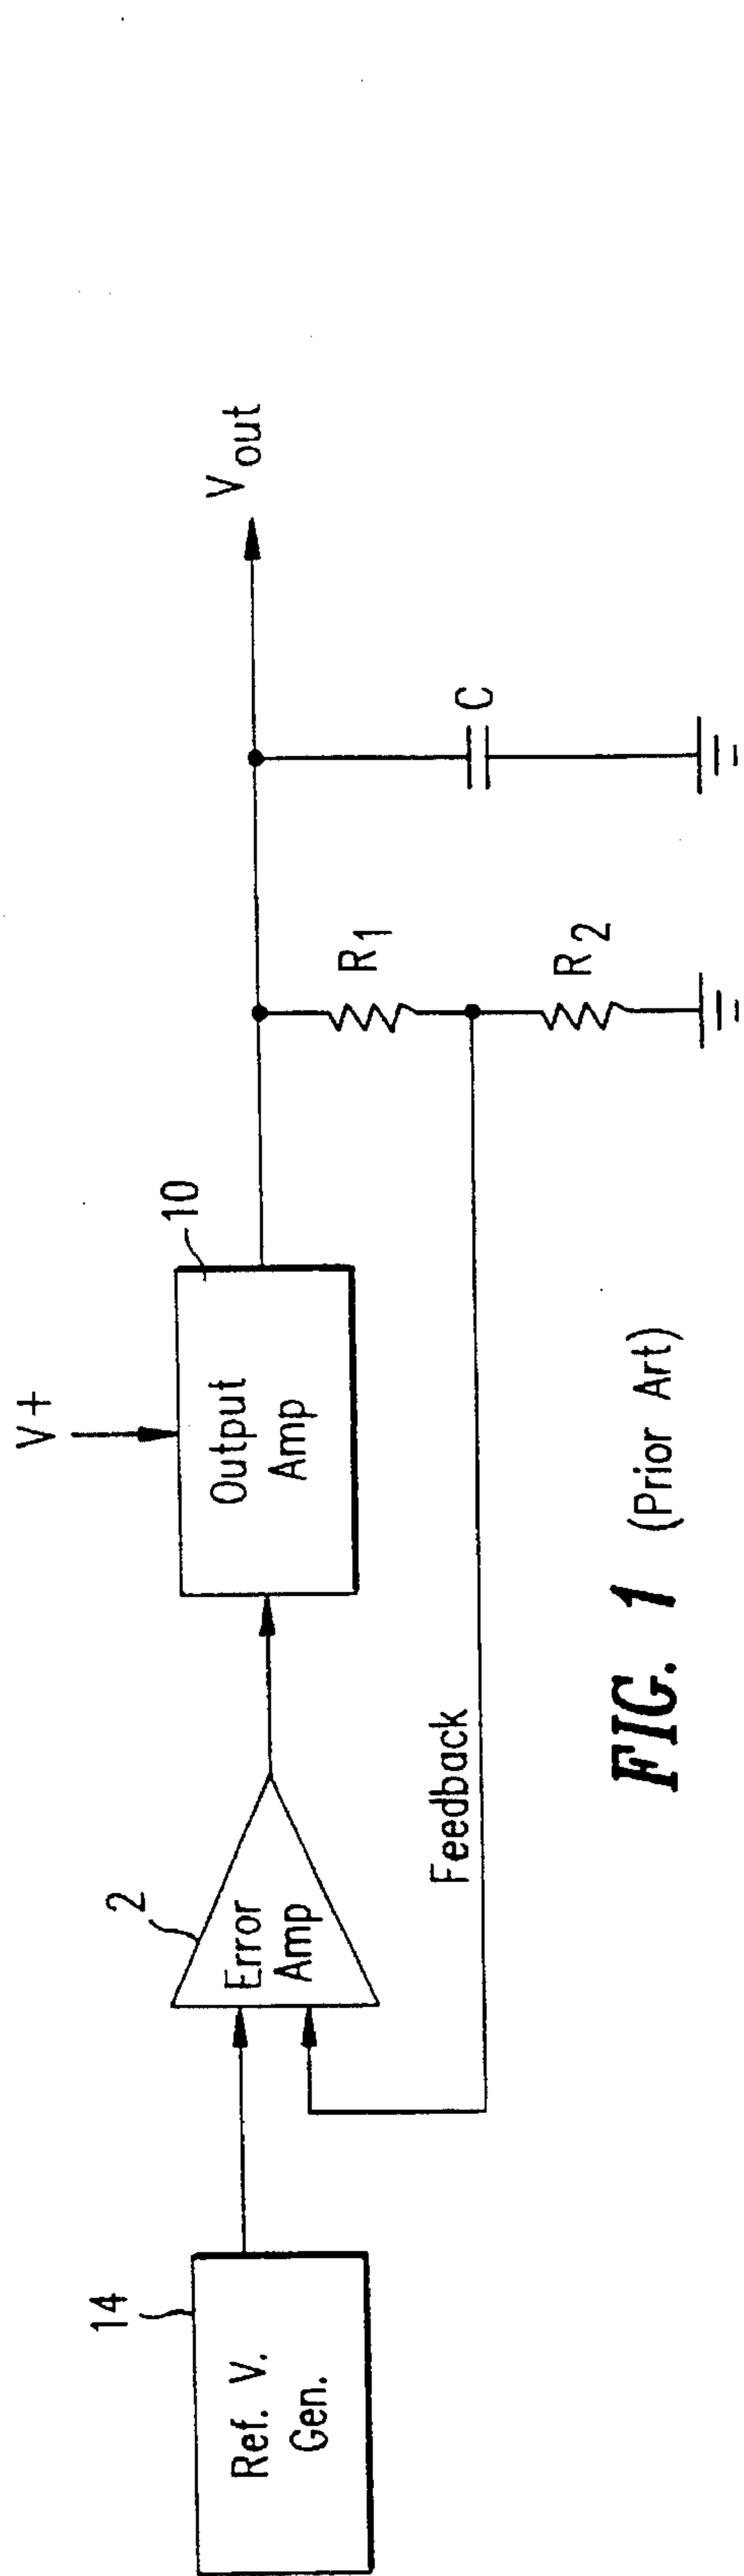 V+
10
Output
Amp
2
Error
Amp
14
Ref. V.
Gen.
Feedback
R1
R2
C
Vout
FIG. 1 (Prior Art)